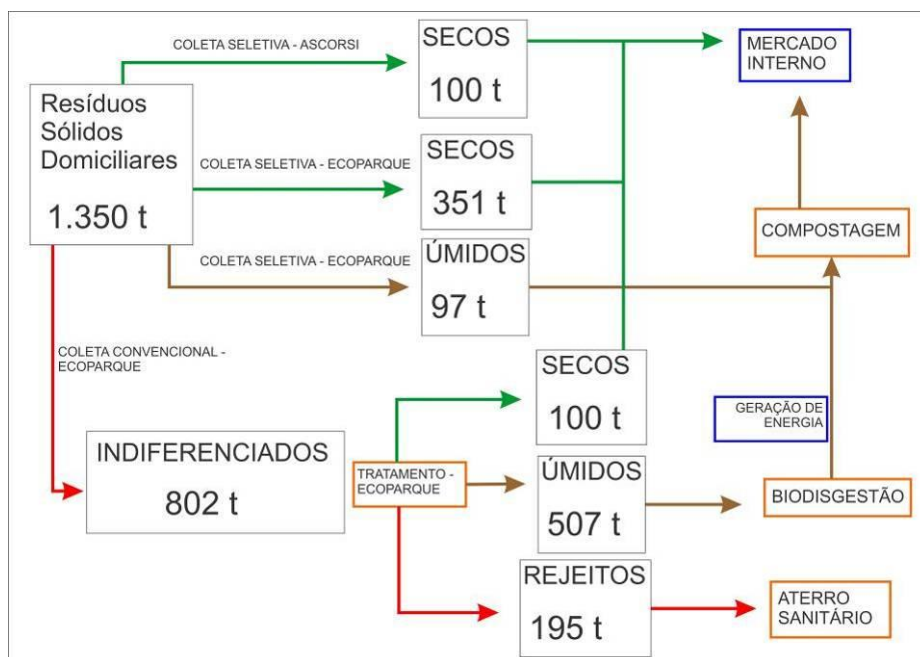 COLETA SELETIVA - ASCORSI
SECOS
100 t
MERCADO
INTERNO
Resíduos
Sólidos
Domiciliares
1.350 t
COLETA SELETIVA - ECOPARQUE
SECOS
351 t
COMPOSTAGEM
COLETA SELETIVA - ECOPARQUE
ÚMIDOS
97 t
COLETA CONVENCIONAL -
ECOPARQUE
SECOS
100 t
GERAÇÃO DE
ENERGIA
INDIFERENCIADOS
802 t
TRATAMENTO -
ECOPARQUE
ÚMIDOS
507 t
BIODISGESTÃO
REJEITOS
195 t
ATERRO
SANITÁRIO